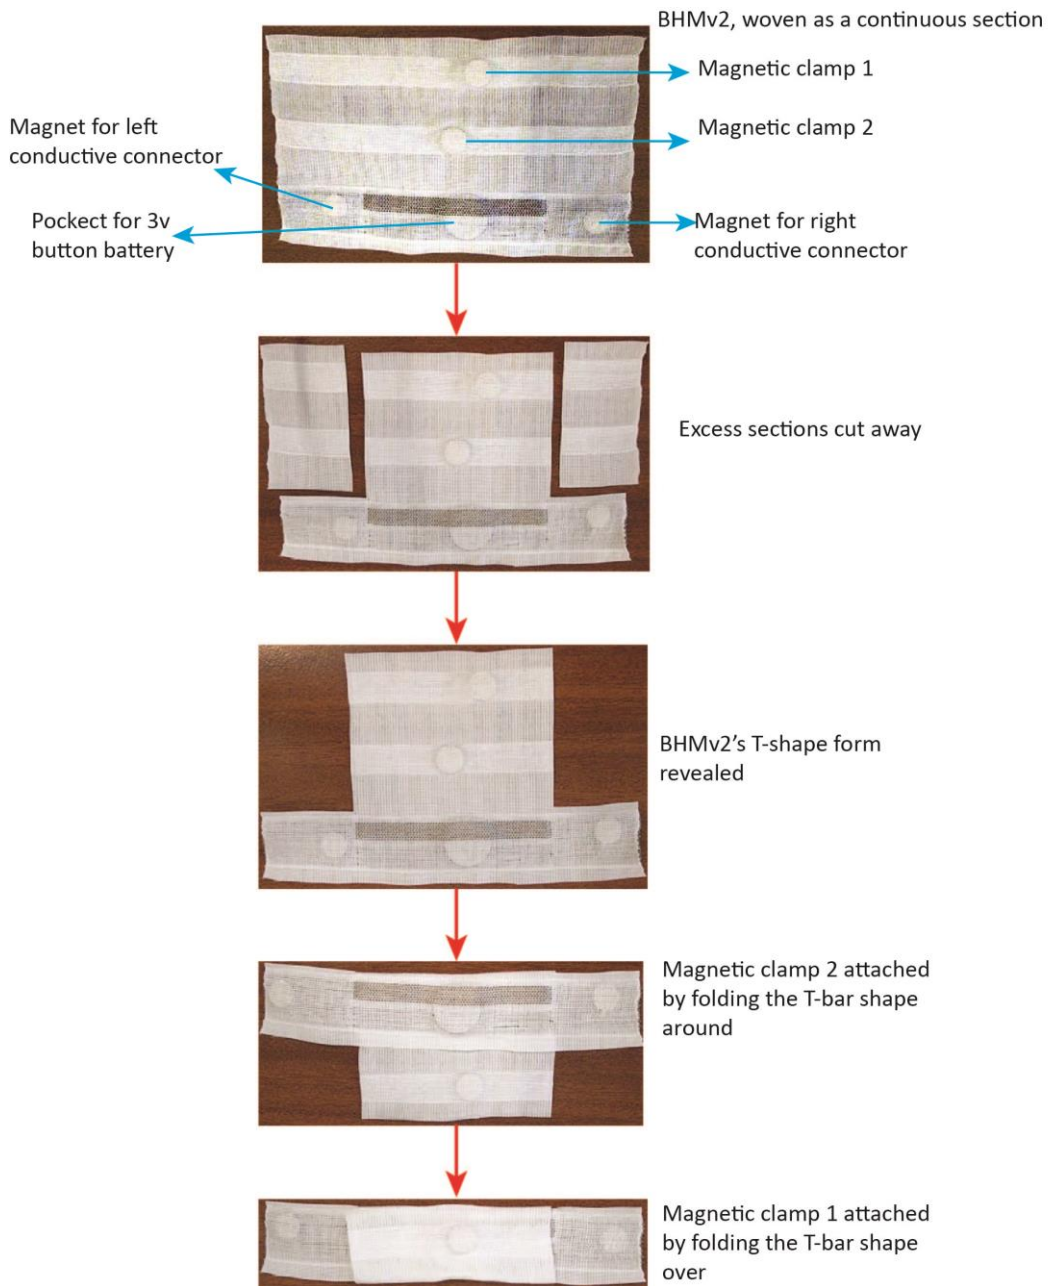 BHMv2, woven as a continuous section
Magnetic clamp 1
Magnetic clamp 2
Magnet for left
conductive connector
Pockect for 3v
button battery
Magnet for right
conductive connector
Excess sections cut away
BHMv2’s T-shape form
revealed
Magnetic clamp 2 attached
by folding the T-bar shape
around
Magnetic clamp 1 attached
by folding the T-bar shape
over